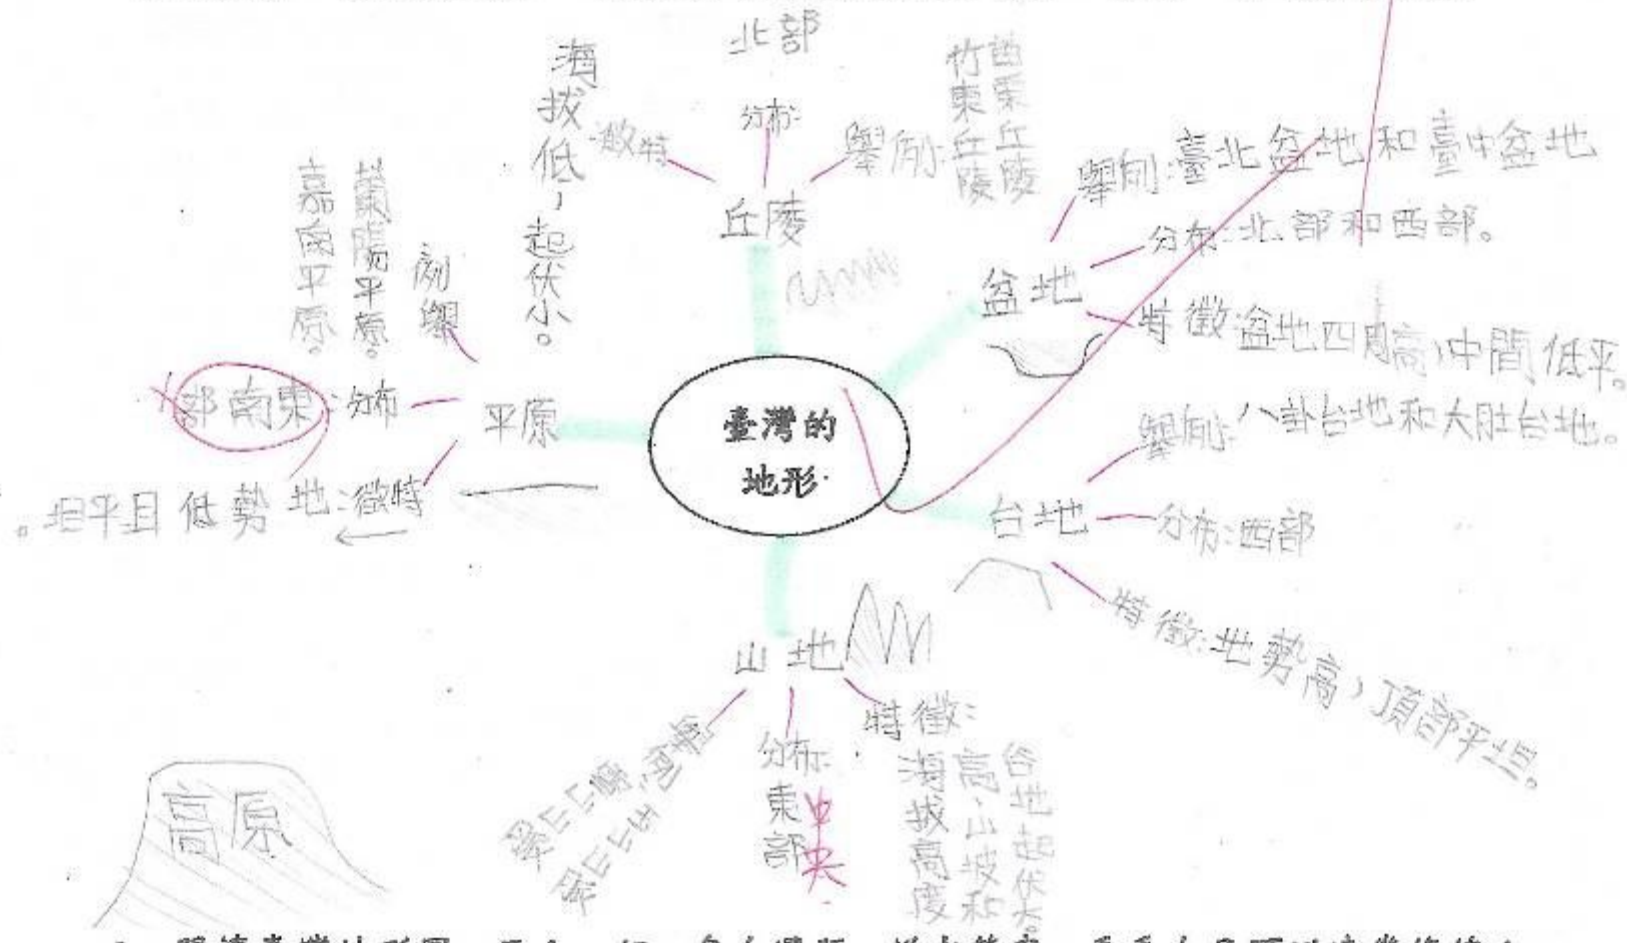 臺灣的
地形
丘陵
分布:
北部
舉例:
竹東丘陵
苗栗丘陵
徵特
海拔低,起伏小。
盆地
舉例:臺北盆地和臺中盆地
分布:北部和西部。
特徵:盆地四周高,中間低平。
台地
舉例:八卦台地和大肚台地。
分布:西部
特徵:地勢高,頂部平坦。
山地
特徵:
海拔高度
高,山坡和
台地起伏大。
分布:
東部
中央
舉例:
平原
例舉
蘭陽平原。
嘉南平原。
部南東:分布
。坦平且低勢地:徵特
高原